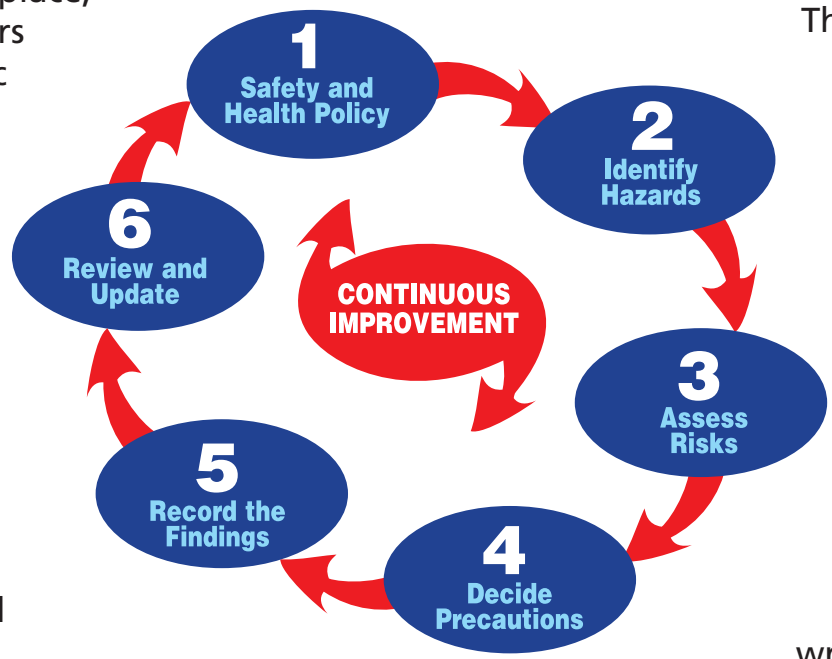 1
Safety and
Health Policy
2
Identify
Hazards
3
Assess
Risks
4
Decide
Precautions
5
Record the
Findings
6
Review and
Update
CONTINUOUS
IMPROVEMENT